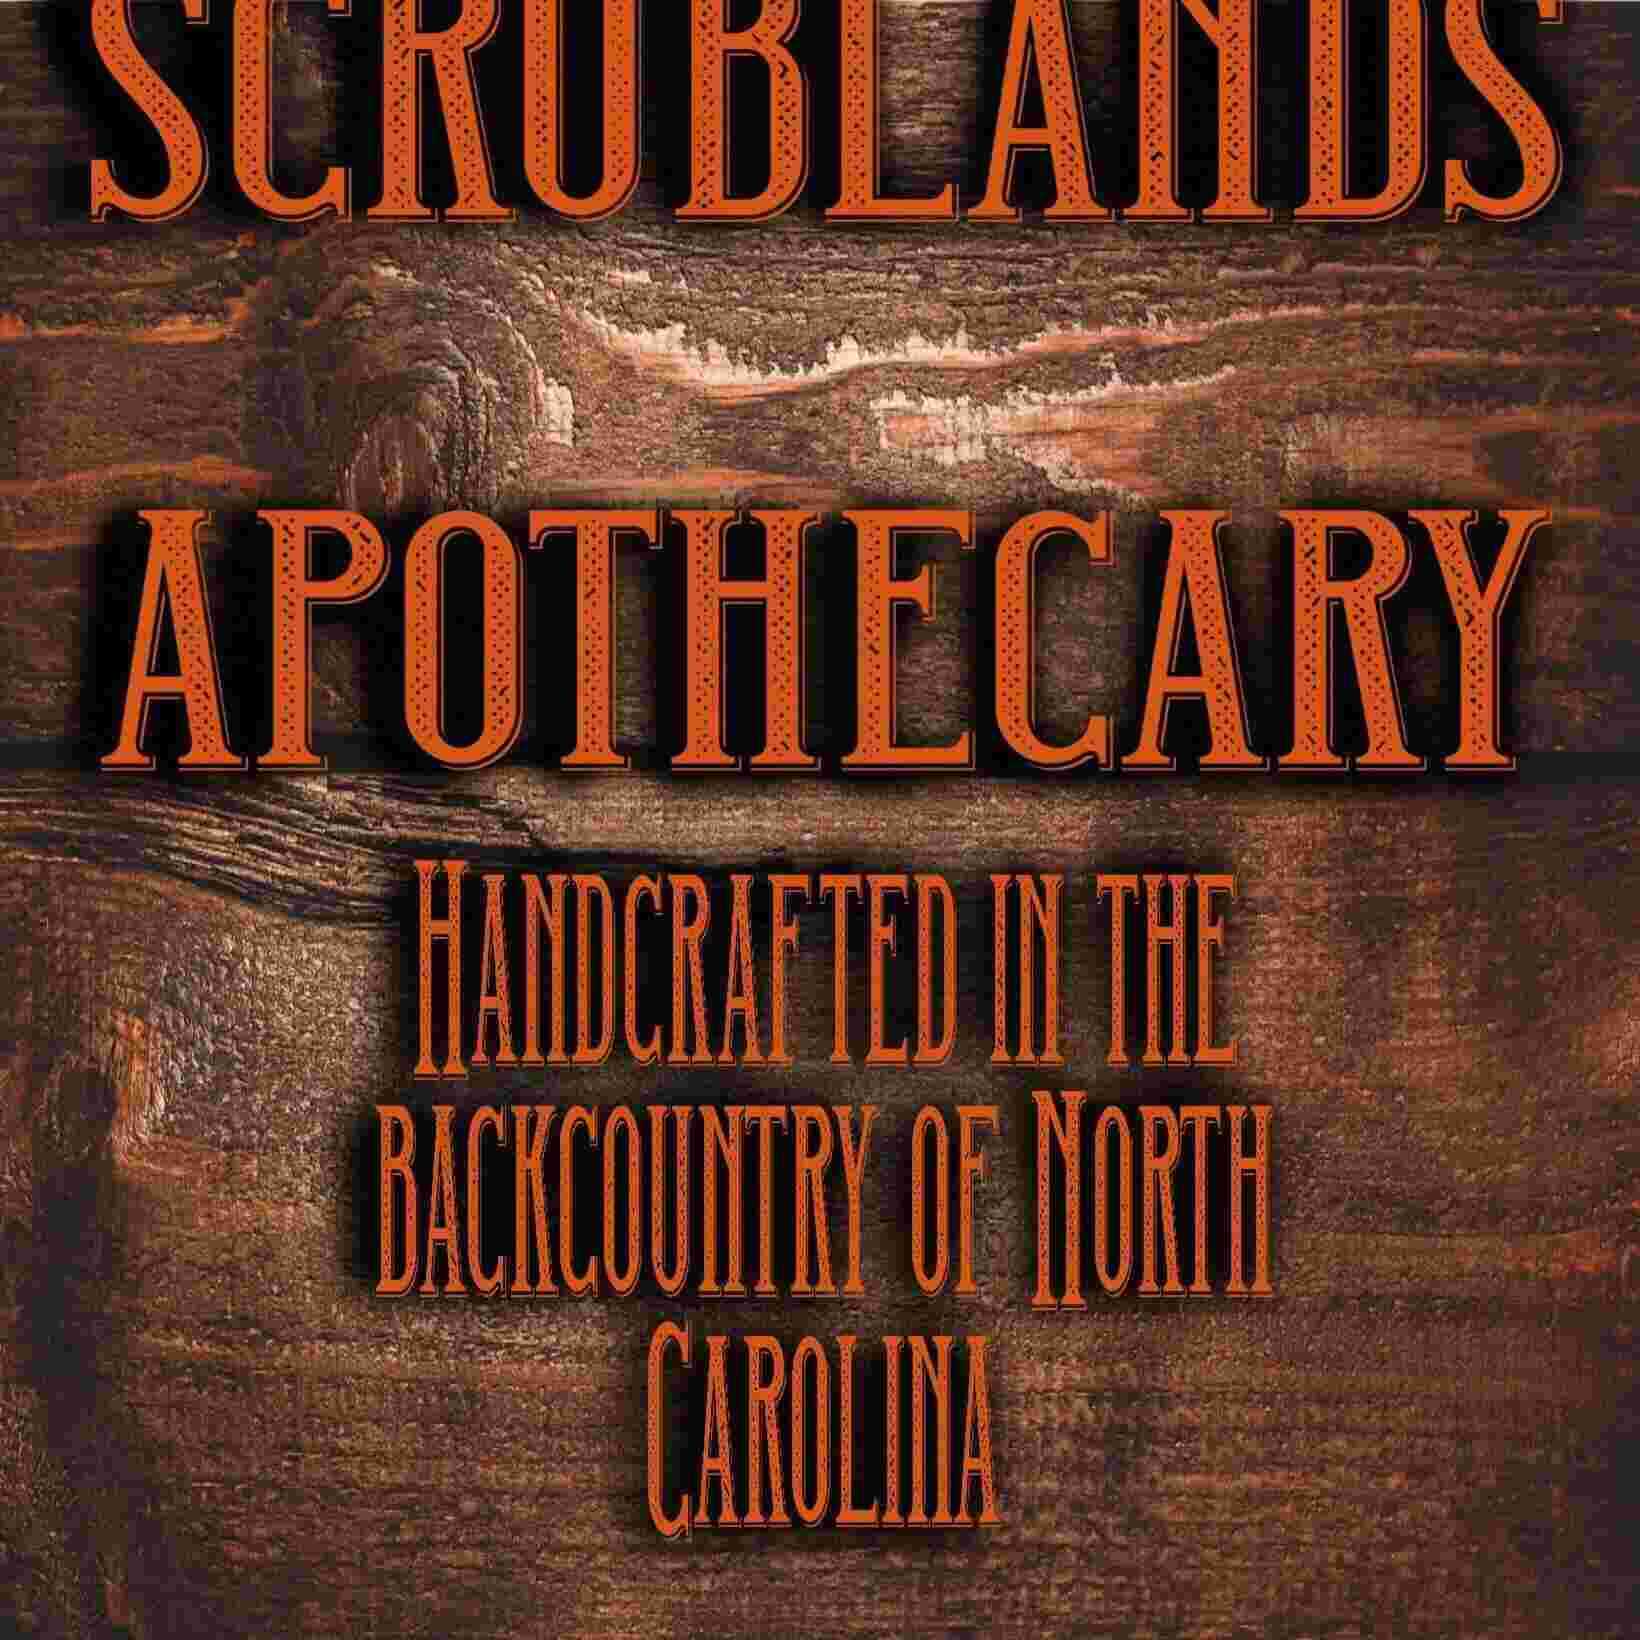 SCRUBLANDS
APOTHECARY
HANDCRAFTED IN THE
BACKCOUNTRY OF NORTH
CAROLINA